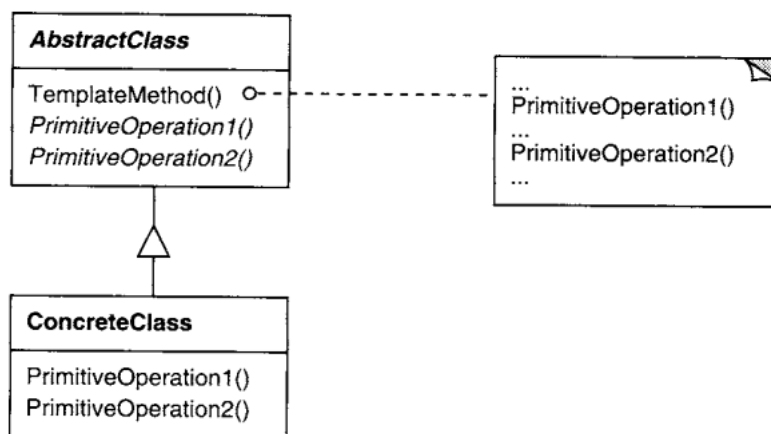 AbstractClass
TemplateMethod()
PrimitiveOperation1()
PrimitiveOperation2()
...
PrimitiveOperation1()
...
PrimitiveOperation2()
...
ConcreteClass
PrimitiveOperation1()
PrimitiveOperation2()